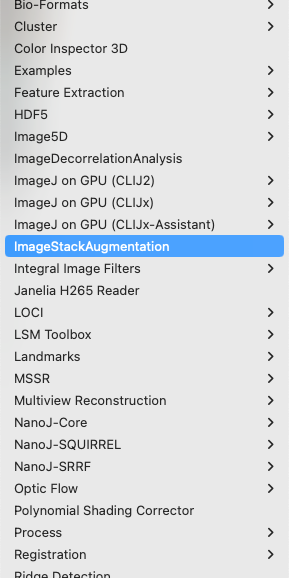 Bio-Formats
Cluster
Color Inspector 3D
Examples
Feature Extraction
HDF5
Image5D
ImageDecorrelationAnalysis
ImageJ on GPU (CLIJ2)
ImageJ on GPU (CLIJx)
ImageJ on GPU (CLIJx-Assistant)
ImageStackAugmentation
Integral Image Filters
Janelia H265 Reader
LOCI
LSM Toolbox
Landmarks
MSSR
Multiview Reconstruction
NanoJ-Core
NanoJ-SQUIRREL
NanoJ-SRRF
Optic Flow
Polynomial Shading Corrector
Process
Registration
Ridge Detection